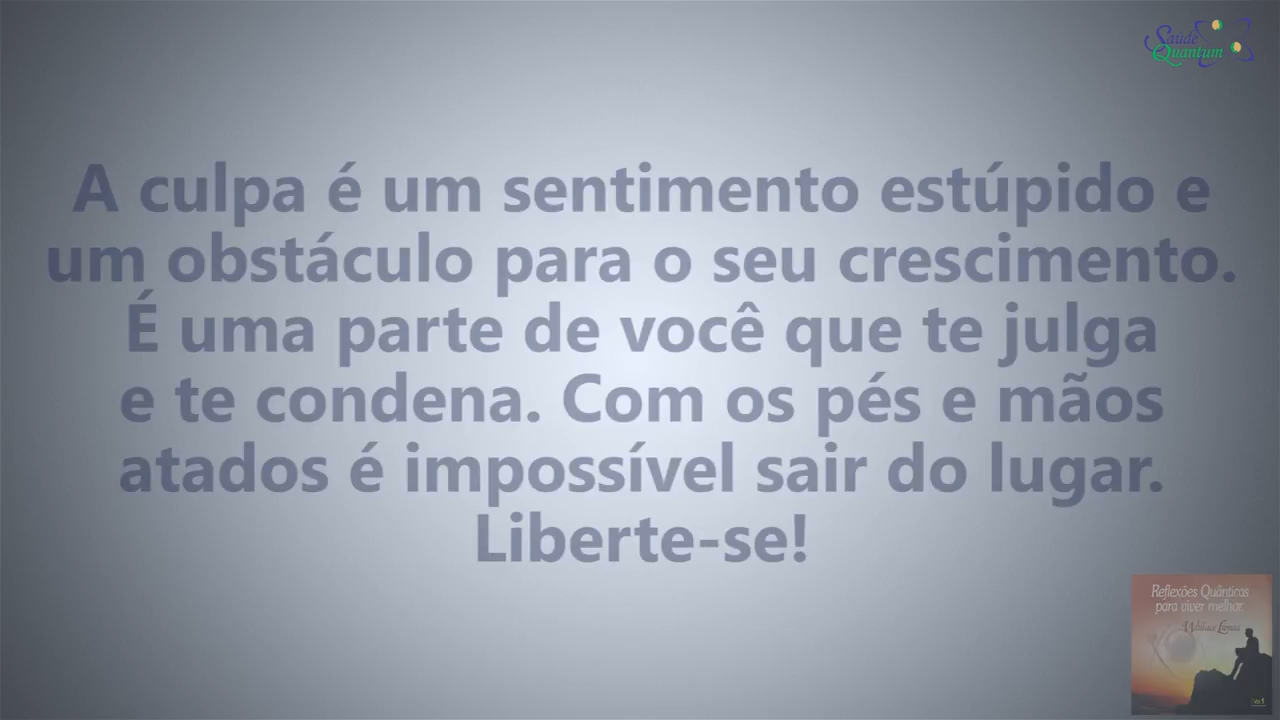 Saúde
Quantum
A culpa é um sentimento estúpido e
um obstáculo para o seu crescimento.
É uma parte de você que te julga
e te condena. Com os pés e mãos
atados é impossível sair do lugar.
Liberte-se!
Reflexões Quânticas
para viver melhor.
Wallace